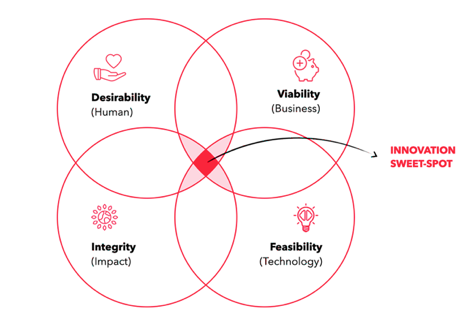 Desirability
(Human)
Viability
(Business)
INNOVATION
SWEET-SPOT
Integrity
(Impact)
Feasibility
(Technology)